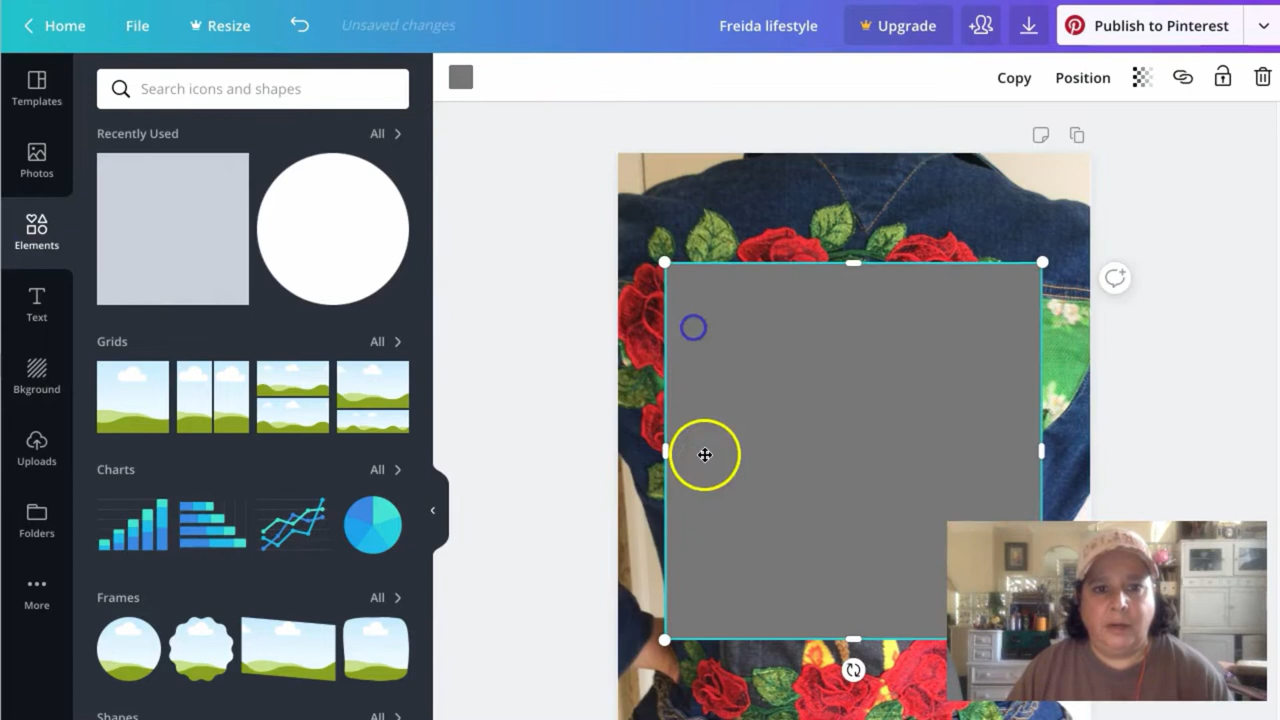 Home File Resize Unsaved changes Freida lifestyle Upgrade Publish to Pinterest
Templates
Photos
Elements
Text
Bkground
Uploads
Folders
More
Search icons and shapes
Recently Used All
Grids All
Charts All
Frames All
Shapes All
Copy Position